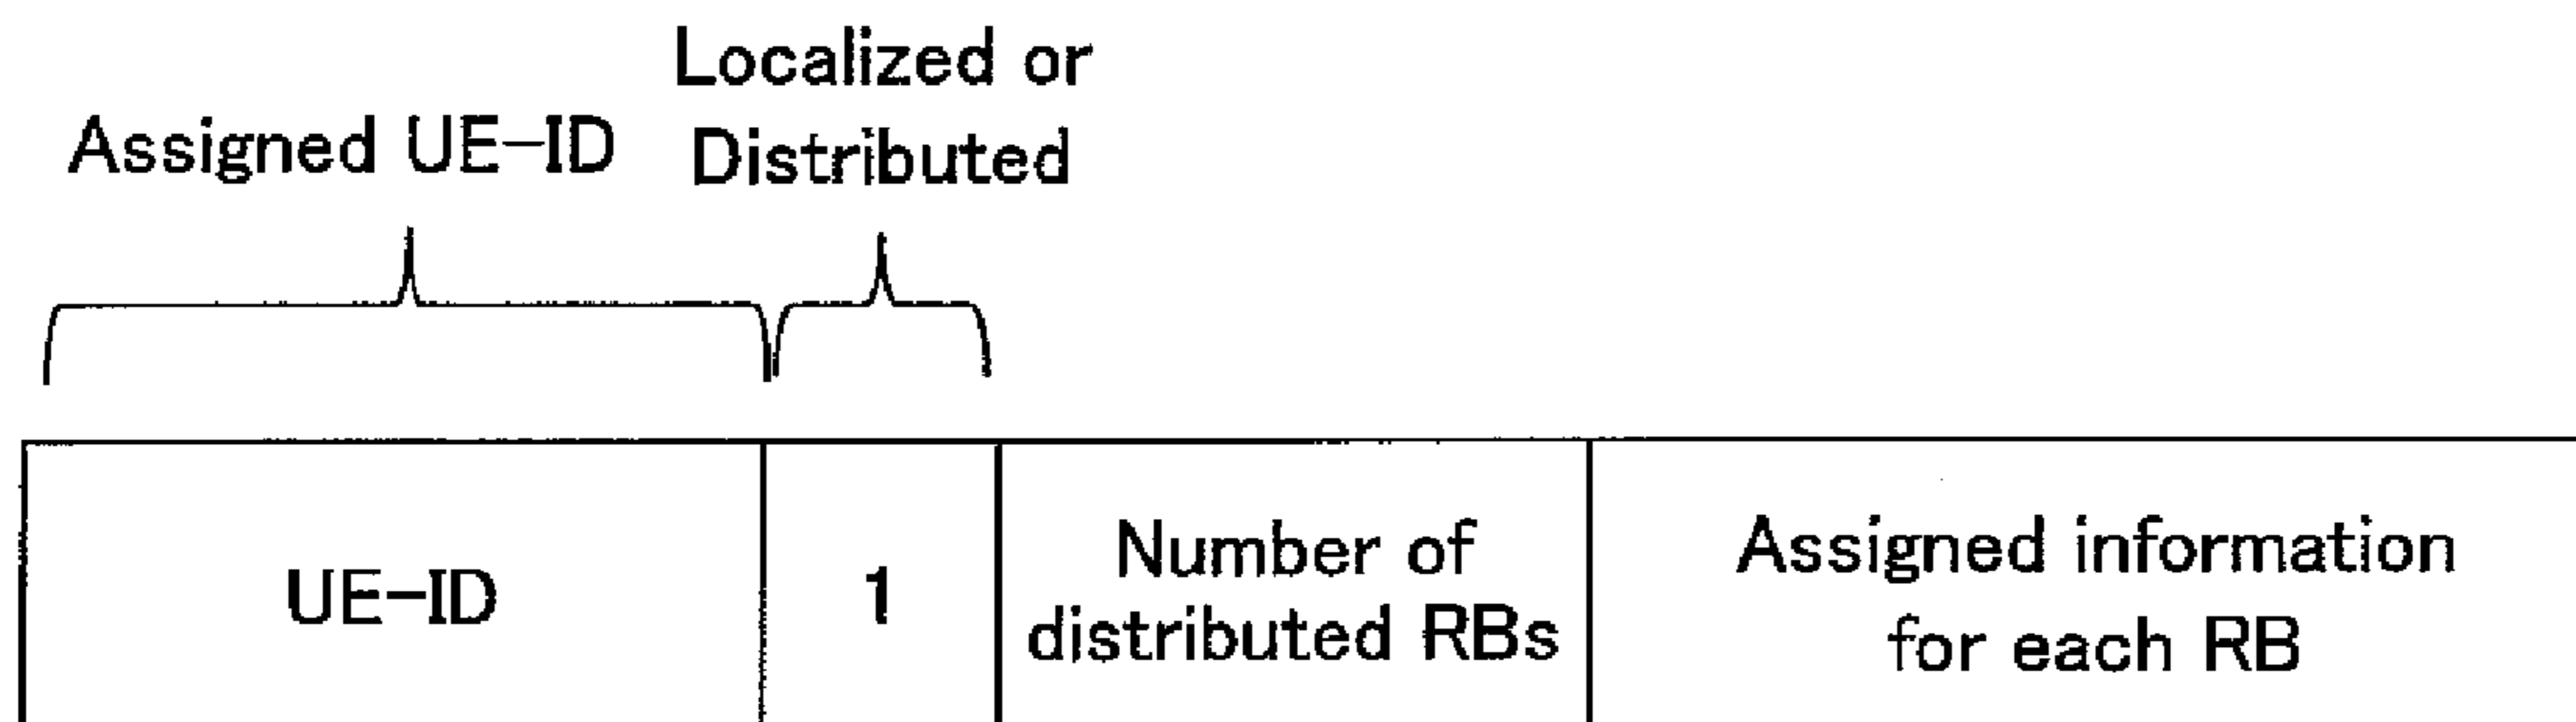 Localized or
Assigned UE-ID
Distributed
UE-ID
1
Number of
distributed RBs
Assigned information
for each RB